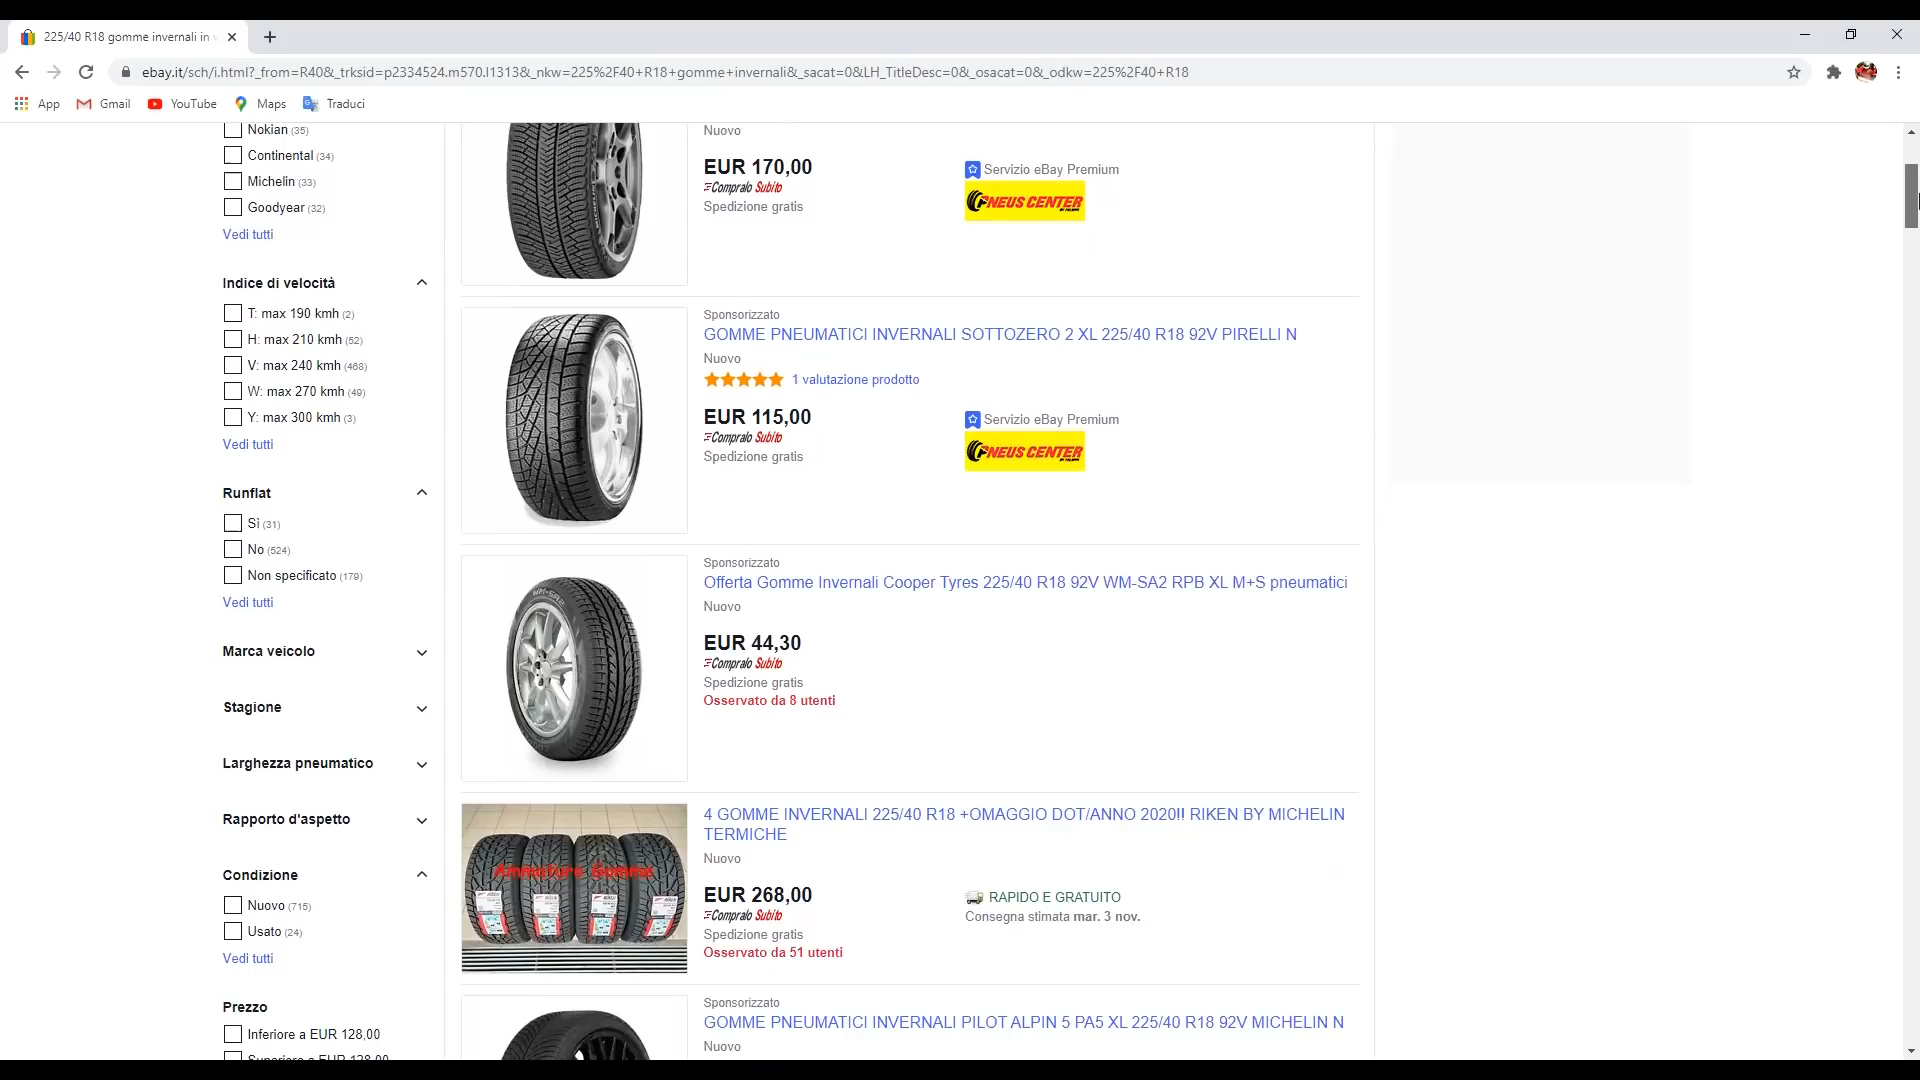 225/40 R18 gomme invernali in v
ebay.it/sch/i.html?_from=R40&_trksid=p2334524.m570.l1313&_nkw=225%2F40+R18+gomme+invernali&_sacat=0&LH_TitleDesc=0&_osacat=0&_odkw=225%2F40+R18
App Gmail YouTube Maps Traduci
Nokian (35)
Continental (34)
Michelin (33)
Goodyear (32)
Vedi tutti
Indice di velocità
T: max 190 kmh (2)
H: max 210 kmh (52)
V: max 240 kmh (468)
W: max 270 kmh (49)
Y: max 300 kmh (3)
Vedi tutti
Runflat
Sì (31)
No (524)
Non specificato (179)
Vedi tutti
Marca veicolo
Stagione
Larghezza pneumatico
Rapporto d'aspetto
Condizione
Nuovo (715)
Usato (24)
Vedi tutti
Prezzo
Inferiore a EUR 128,00
Superiore a EUR 128,00
Nuovo
EUR 170,00
Compralo Subito
Spedizione gratis
Servizio eBay Premium
PNEUS CENTER
Sponsorizzato
GOMME PNEUMATICI INVERNALI SOTTOZERO 2 XL 225/40 R18 92V PIRELLI N
Nuovo
1 valutazione prodotto
EUR 115,00
Compralo Subito
Spedizione gratis
Servizio eBay Premium
PNEUS CENTER
Sponsorizzato
Offerta Gomme Invernali Cooper Tyres 225/40 R18 92V WM-SA2 RPB XL M+S pneumatici
Nuovo
EUR 44,30
Compralo Subito
Spedizione gratis
Osservato da 8 utenti
WM-SA2
4 GOMME INVERNALI 225/40 R18 +OMAGGIO DOT/ANNO 2020!! RIKEN BY MICHELIN
TERMICHE
Nuovo
EUR 268,00
Compralo Subito
Spedizione gratis
Osservato da 51 utenti
RAPIDO E GRATUITO
Consegna stimata mar. 3 nov.
Sponsorizzato
GOMME PNEUMATICI INVERNALI PILOT ALPIN 5 PA5 XL 225/40 R18 92V MICHELIN N
Nuovo